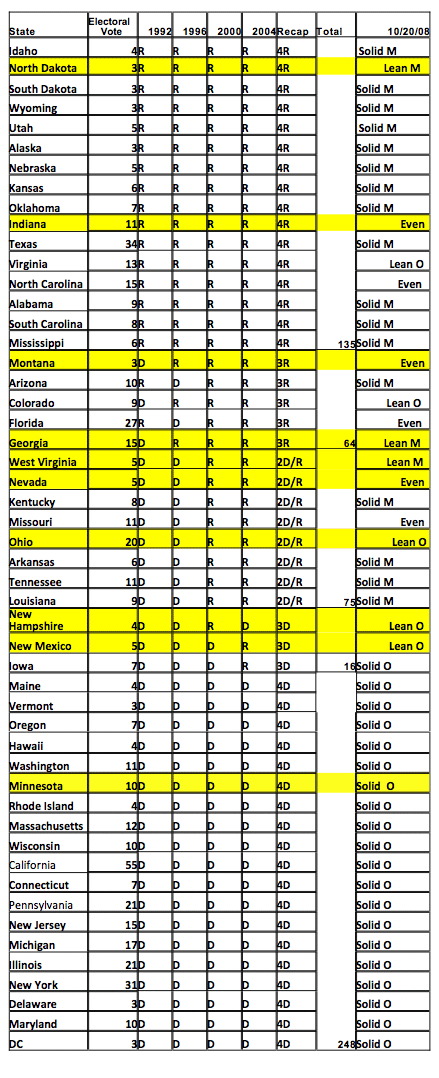 State Electoral Vote 1992 1996 2000 2004 Recap Total 10/20/08
Idaho 4 R R R R 4R Solid M
North Dakota 3 R R R R 4R Lean M
South Dakota 3 R R R R 4R Solid M
Wyoming 3 R R R R 4R Solid M
Utah 5 R R R R 4R Solid M
Alaska 3 R R R R 4R Solid M
Nebraska 5 R R R R 4R Solid M
Kansas 6 R R R R 4R Solid M
Oklahoma 7 R R R R 4R Solid M
Indiana 11 R R R R 4R Even
Texas 34 R R R R 4R Solid M
Virginia 13 R R R R 4R Lean O
North Carolina 15 R R R R 4R Even
Alabama 9 R R R R 4R Solid M
South Carolina 8 R R R R 4R Solid M
Mississippi 6 R R R R 4R 135 Solid M
Montana 3 D R R R 3R Even
Arizona 10 R D R R 3R Solid M
Colorado 9 D R R R 3R Lean O
Florida 27 R D R R 3R Even
Georgia 15 D R R R 3R 64 Lean M
West Virginia 5 D D R R 2D/R Lean M
Nevada 5 D D R R 2D/R Even
Kentucky 8 D D R R 2D/R Solid M
Missouri 11 D D R R 2D/R Even
Ohio 20 D D R R 2D/R Lean O
Arkansas 6 D D R R 2D/R Solid M
Tennessee 11 D D R R 2D/R Solid M
Louisiana 9 D D R R 2D/R 75 Solid M
New Hampshire 4 D D R D 3D Lean O
New Mexico 5 D D D R 3D Lean O
Iowa 7 D D D R 3D 16 Solid O
Maine 4 D D D D 4D Solid O
Vermont 3 D D D D 4D Solid O
Oregon 7 D D D D 4D Solid O
Hawaii 4 D D D D 4D Solid O
Washington 11 D D D D 4D Solid O
Minnesota 10 D D D D 4D Solid O
Rhode Island 4 D D D D 4D Solid O
Massachusetts 12 D D D D 4D Solid O
Wisconsin 10 D D D D 4D Solid O
California 55 D D D D 4D Solid O
Connecticut 7 D D D D 4D Solid O
Pennsylvania 21 D D D D 4D Solid O
New Jersey 15 D D D D 4D Solid O
Michigan 17 D D D D 4D Solid O
Illinois 21 D D D D 4D Solid O
New York 31 D D D D 4D Solid O
Delaware 3 D D D D 4D Solid O
Maryland 10 D D D D 4D Solid O
DC 3 D D D D 4D 248 Solid O